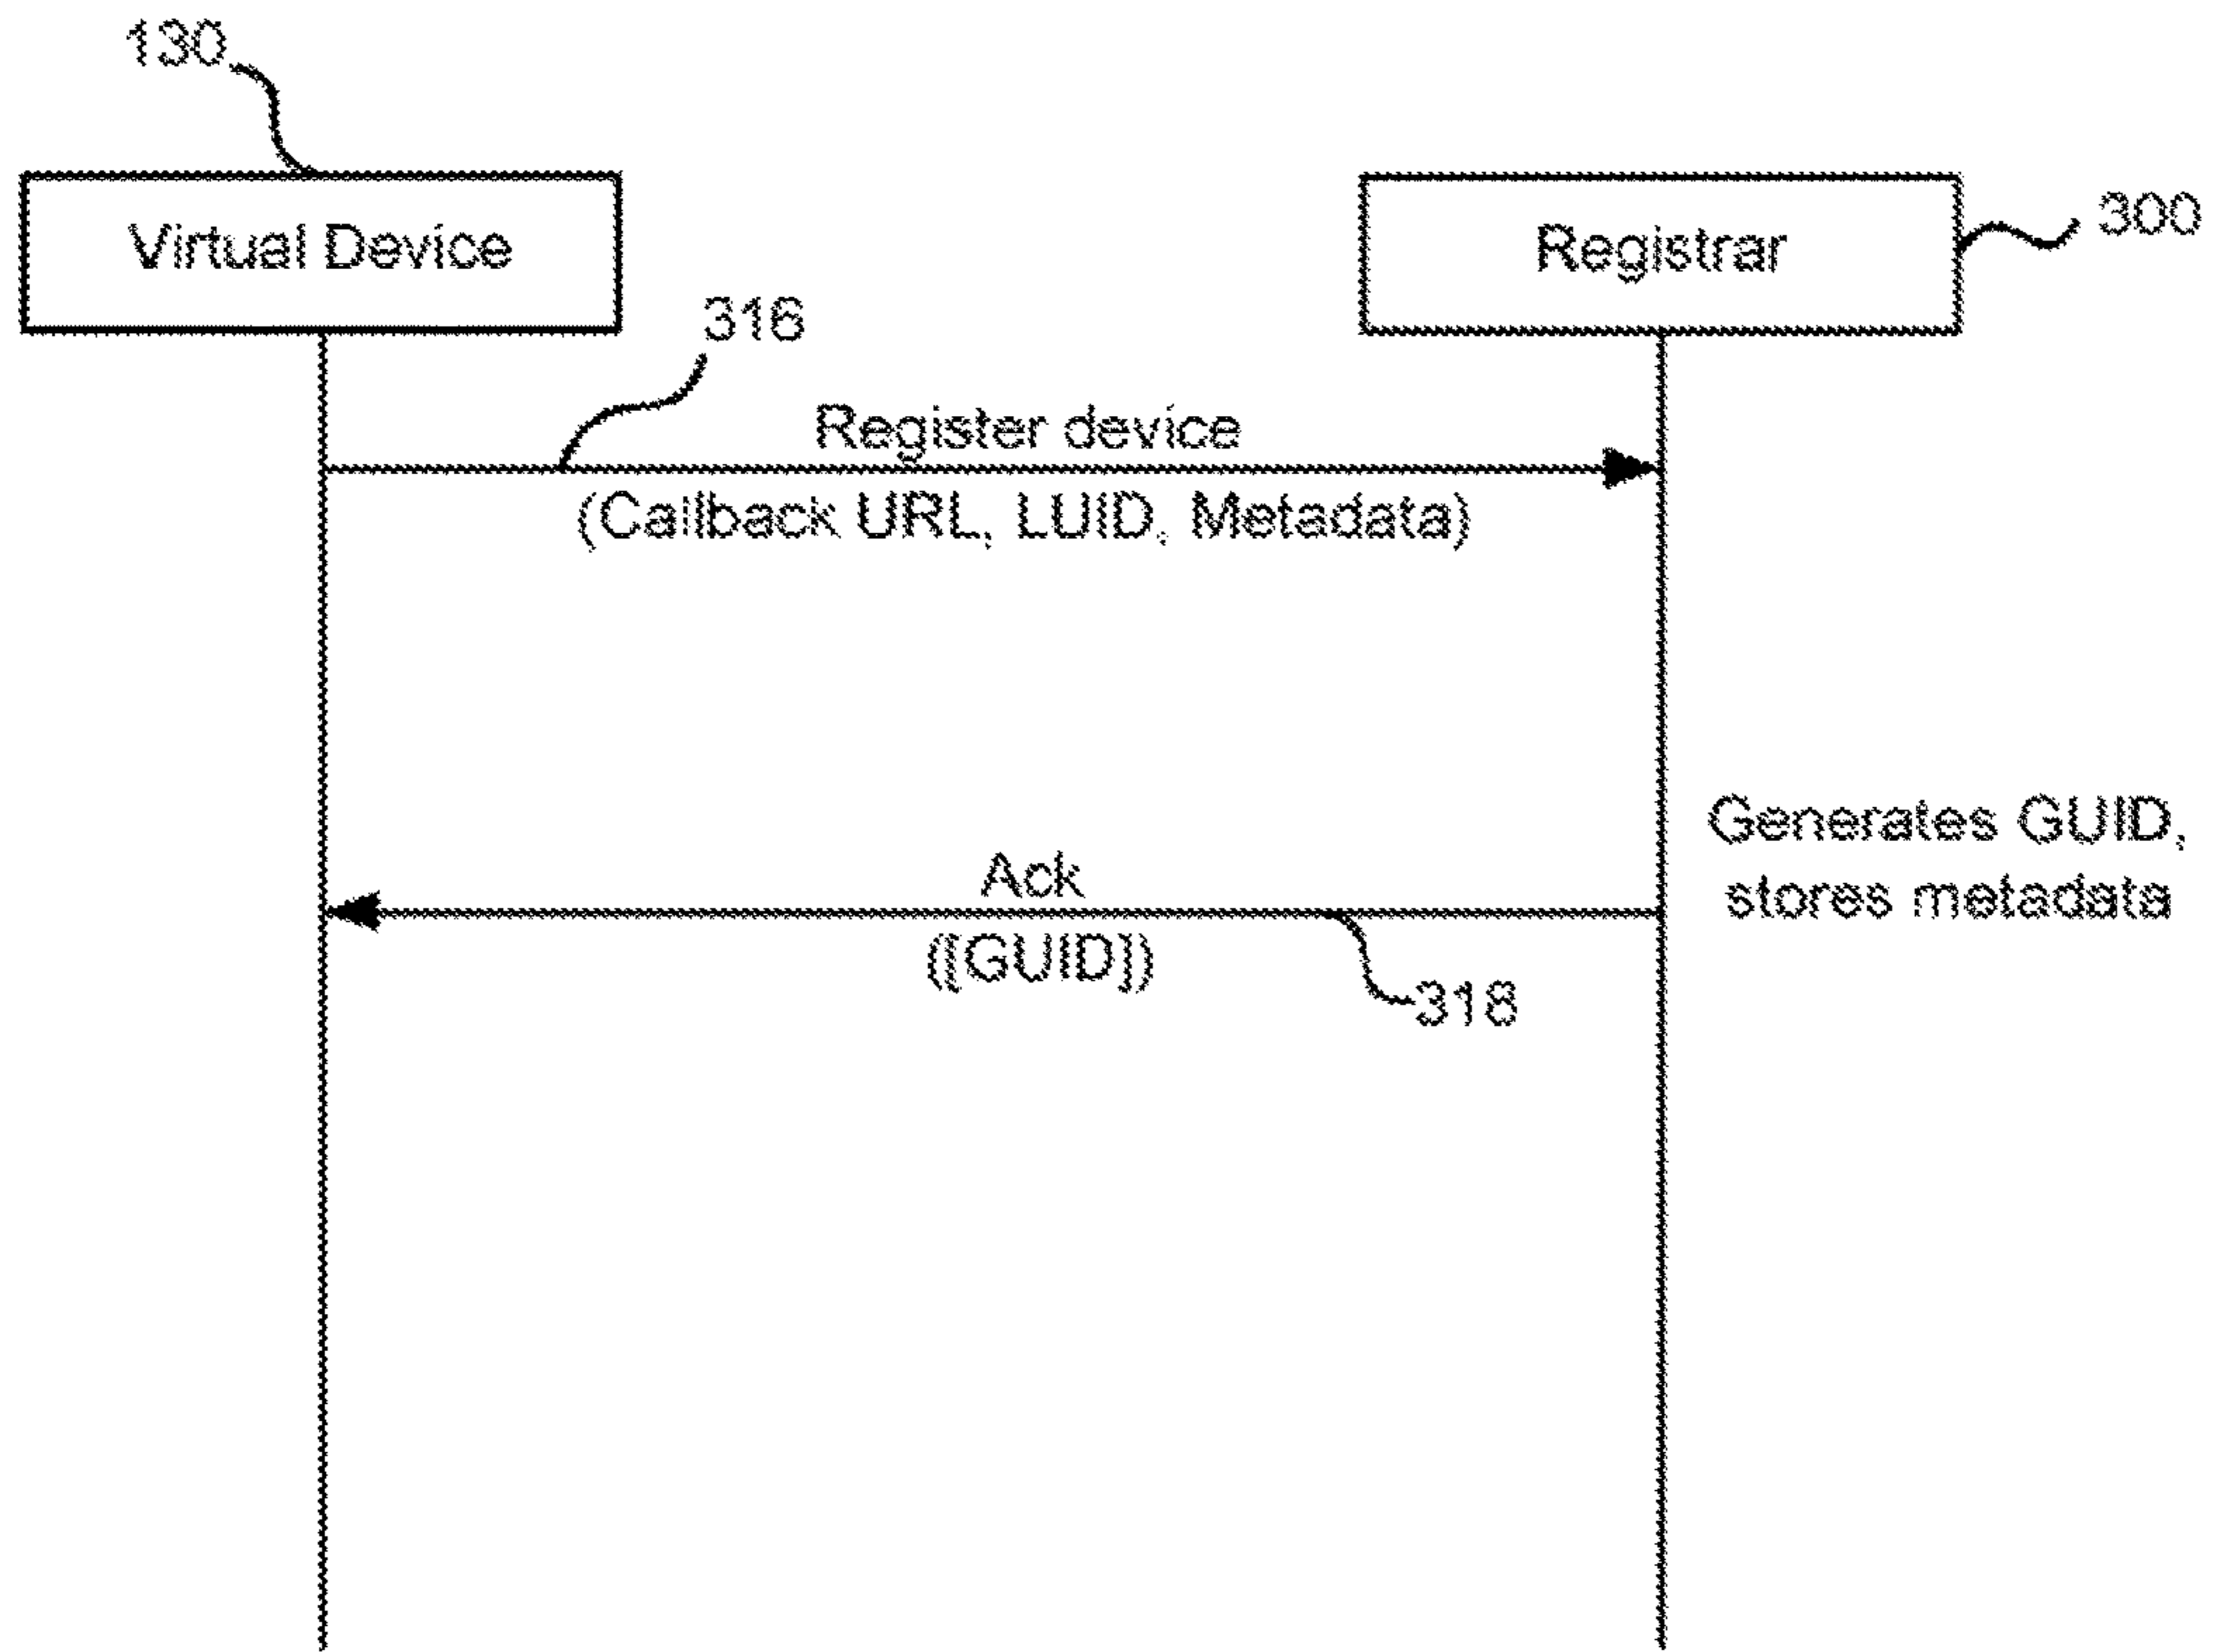 130
Virtual Device
Registrar
300
316
Register device
(Callback URL, LUID, Metadata)
Generates GUID,
stores metadata
Ack
([GUID])
318